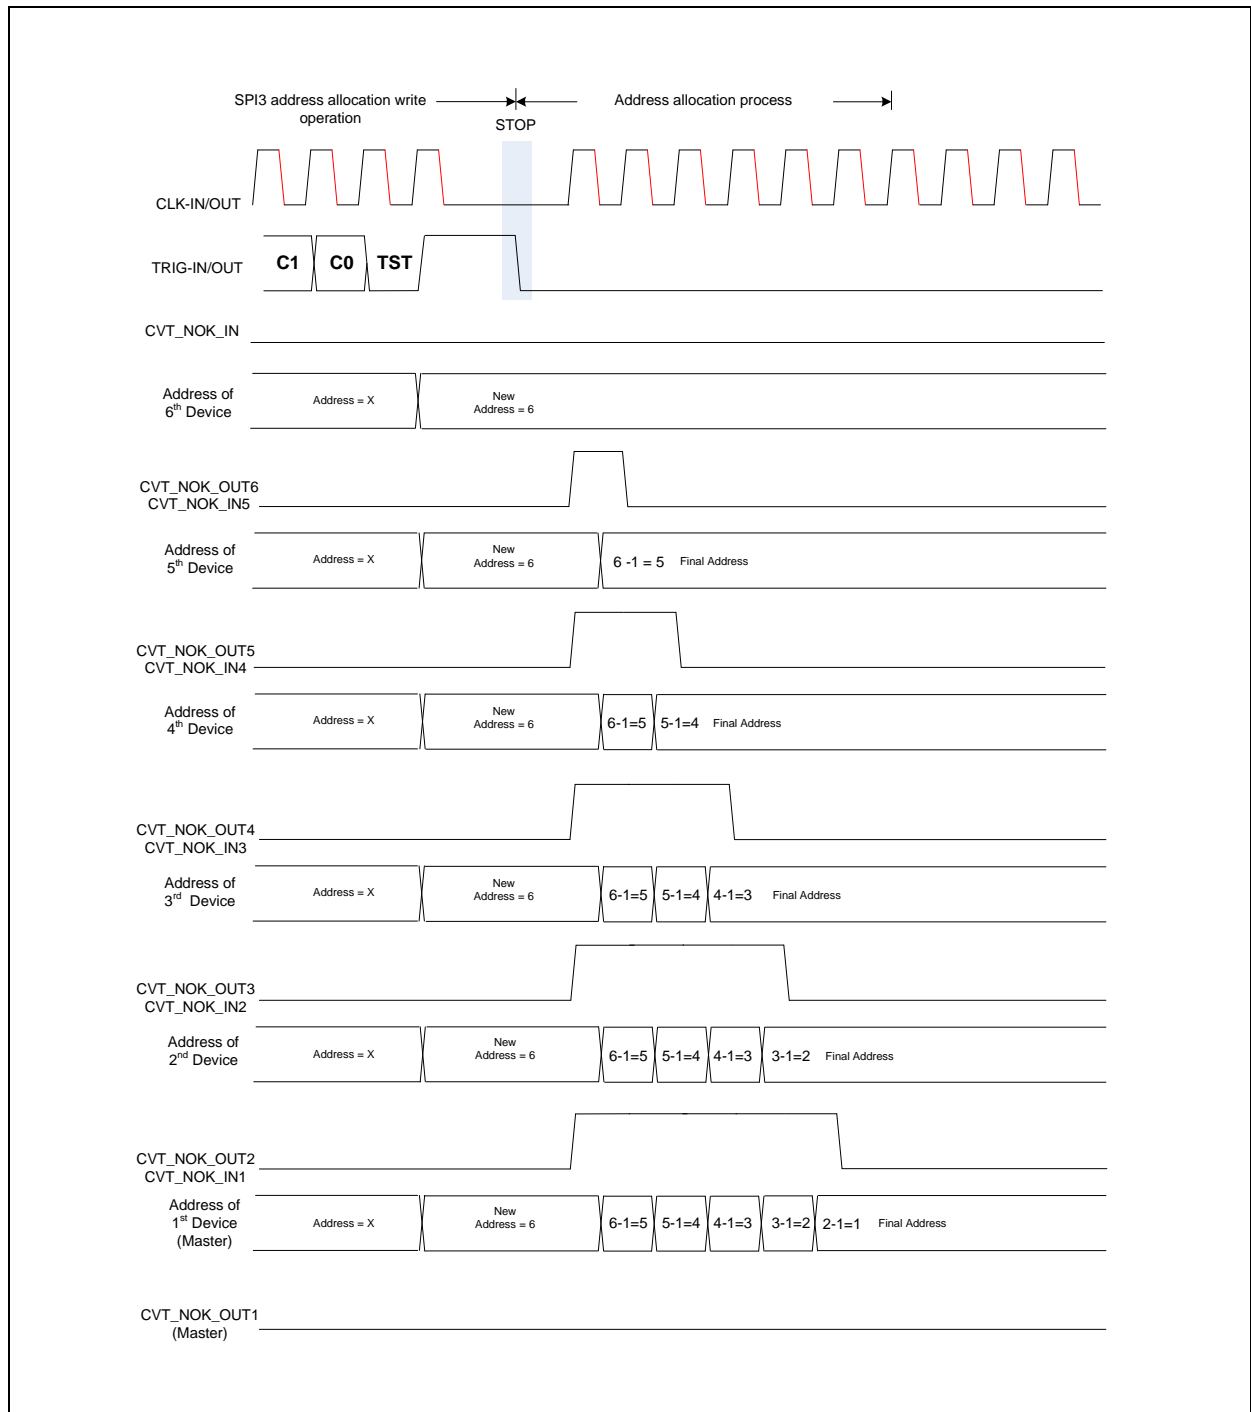 SPI3 address allocation write
operation
Address allocation process
STOP
CLK-IN/OUT
TRIG-IN/OUT
C1 C0 TST
CVT_NOK_IN
Address of
6th Device
Address = X
New
Address = 6
CVT_NOK_OUT6
CVT_NOK_IN5
Address of
5th Device
Address = X
New
Address = 6
6 -1 = 5 Final Address
CVT_NOK_OUT5
CVT_NOK_IN4
Address of
4th Device
Address = X
New
Address = 6
6-1=5 5-1=4 Final Address
CVT_NOK_OUT4
CVT_NOK_IN3
Address of
3rd Device
Address = X
New
Address = 6
6-1=5 5-1=4 4-1=3 Final Address
CVT_NOK_OUT3
CVT_NOK_IN2
Address of
2nd Device
Address = X
New
Address = 6
6-1=5 5-1=4 4-1=3 3-1=2 Final Address
CVT_NOK_OUT2
CVT_NOK_IN1
Address of
1st Device
(Master)
Address = X
New
Address = 6
6-1=5 5-1=4 4-1=3 3-1=2 2-1=1 Final Address
CVT_NOK_OUT1
(Master)